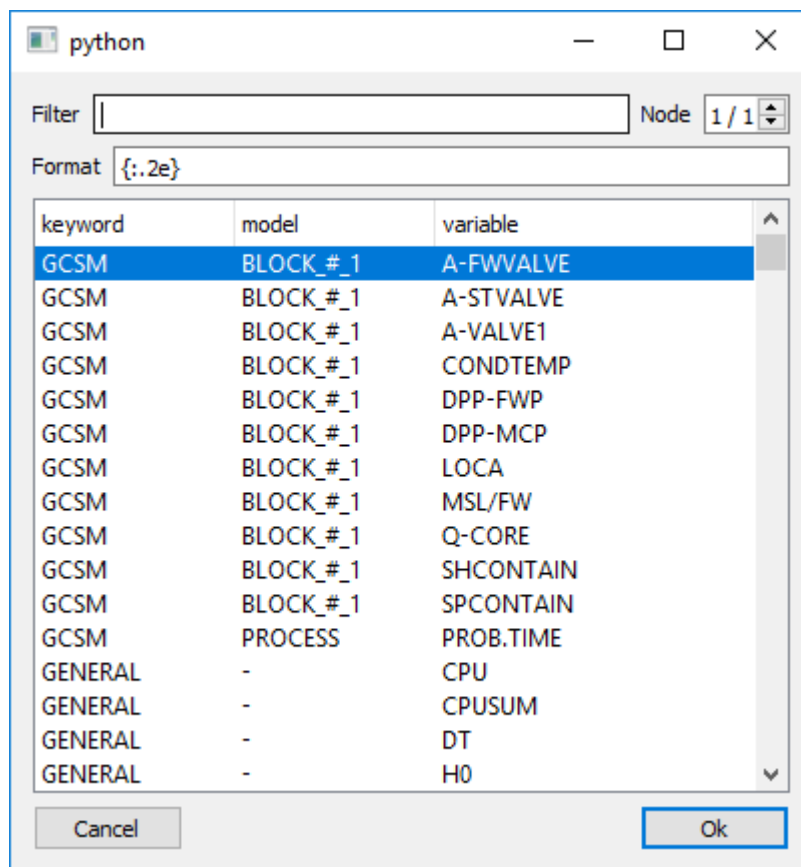 python
Filter Node 1 / 1
Format {:.2e}
keyword model variable
GCSM BLOCK_#_1 A-FWVALVE
GCSM BLOCK_#_1 A-STVALVE
GCSM BLOCK_#_1 A-VALVE1
GCSM BLOCK_#_1 CONDTEMP
GCSM BLOCK_#_1 DPP-FWP
GCSM BLOCK_#_1 DPP-MCP
GCSM BLOCK_#_1 LOCA
GCSM BLOCK_#_1 MSL/FW
GCSM BLOCK_#_1 Q-CORE
GCSM BLOCK_#_1 SHCONTAIN
GCSM BLOCK_#_1 SPCONTAIN
GCSM PROCESS PROB.TIME
GENERAL - CPU
GENERAL - CPUSUM
GENERAL - DT
GENERAL - H0
Cancel Ok